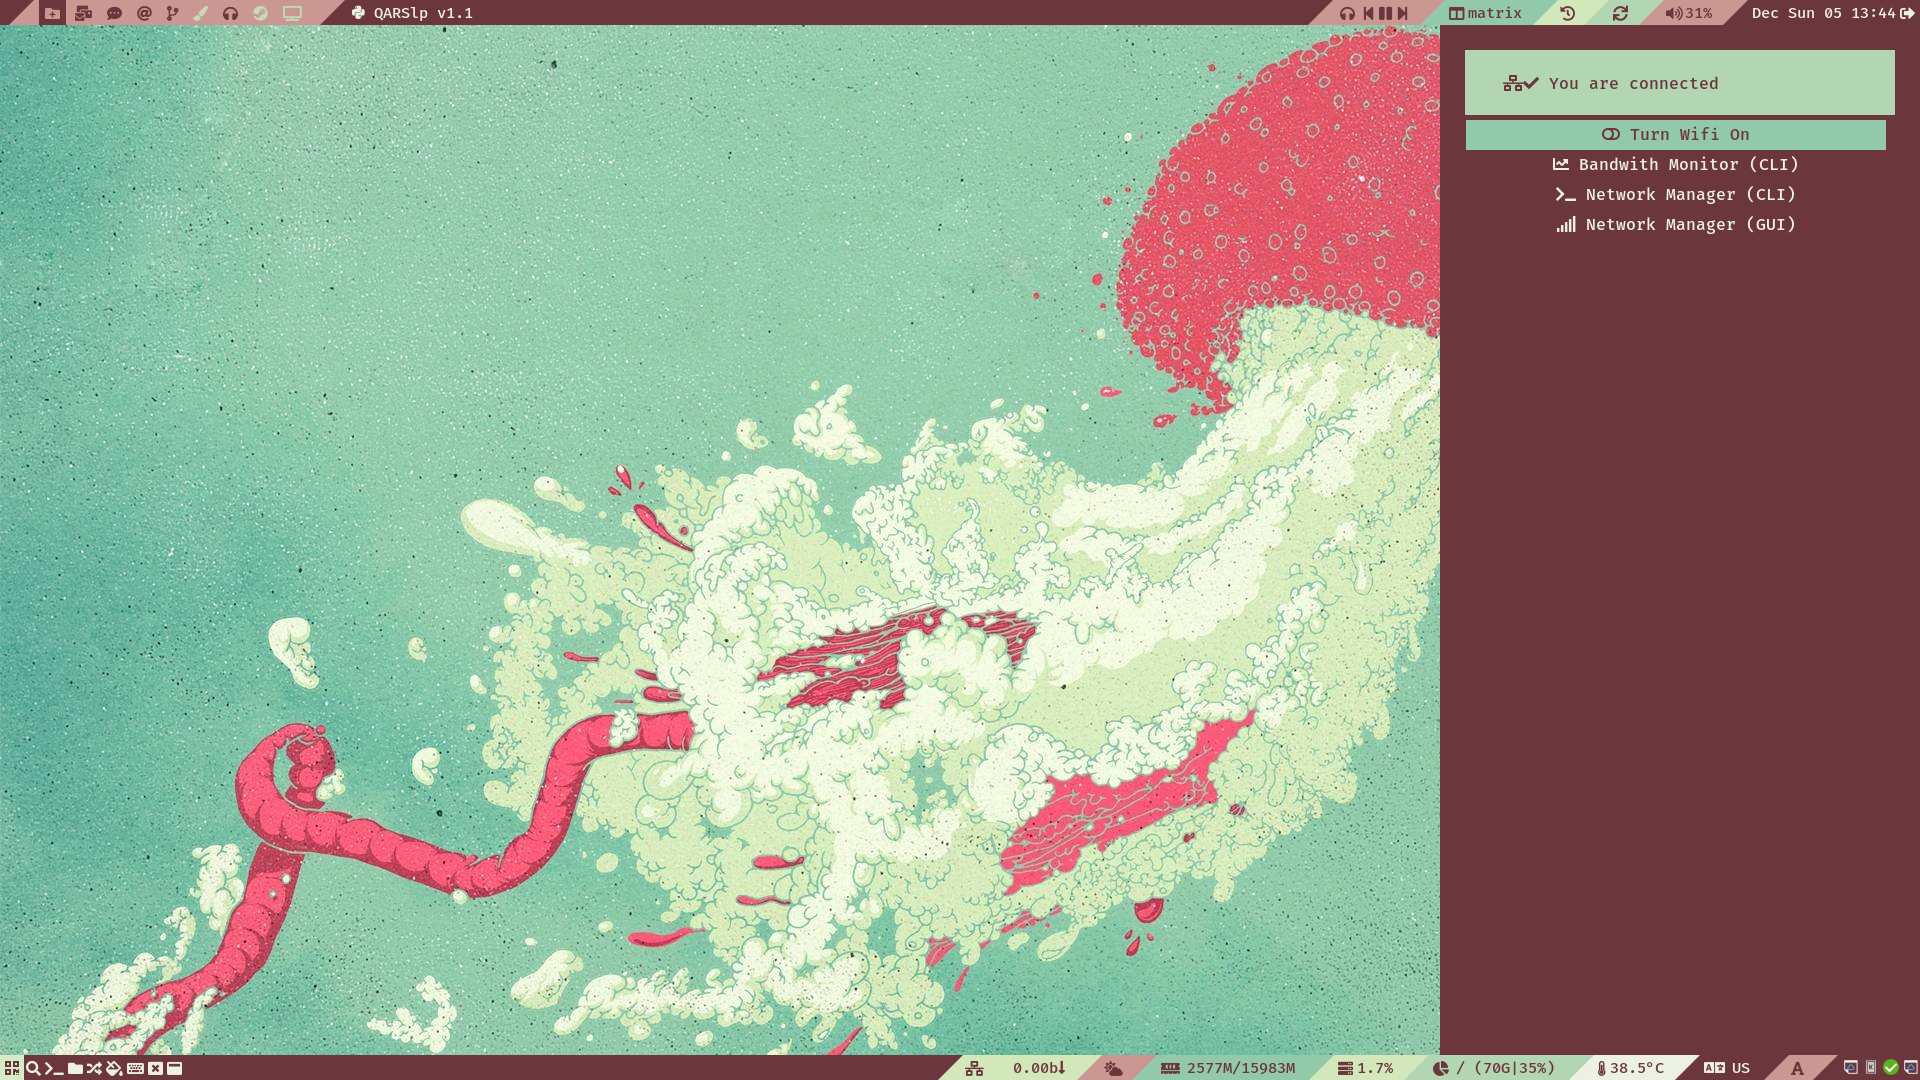 QARSlp v1.1
matrix
31%
Dec Sun 05 13:44
You are connected
Turn Wifi On
Bandwith Monitor (CLI)
Network Manager (CLI)
Network Manager (GUI)
0.00b↓
2577M/15983M
1.7%
/ (70G|35%)
38.5°C
US
A